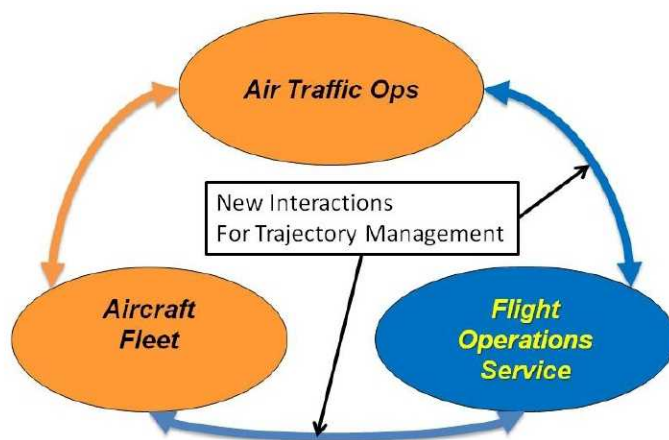 Air Traffic Ops
New Interactions
For Trajectory Management
Aircraft
Fleet
Flight
Operations
Service